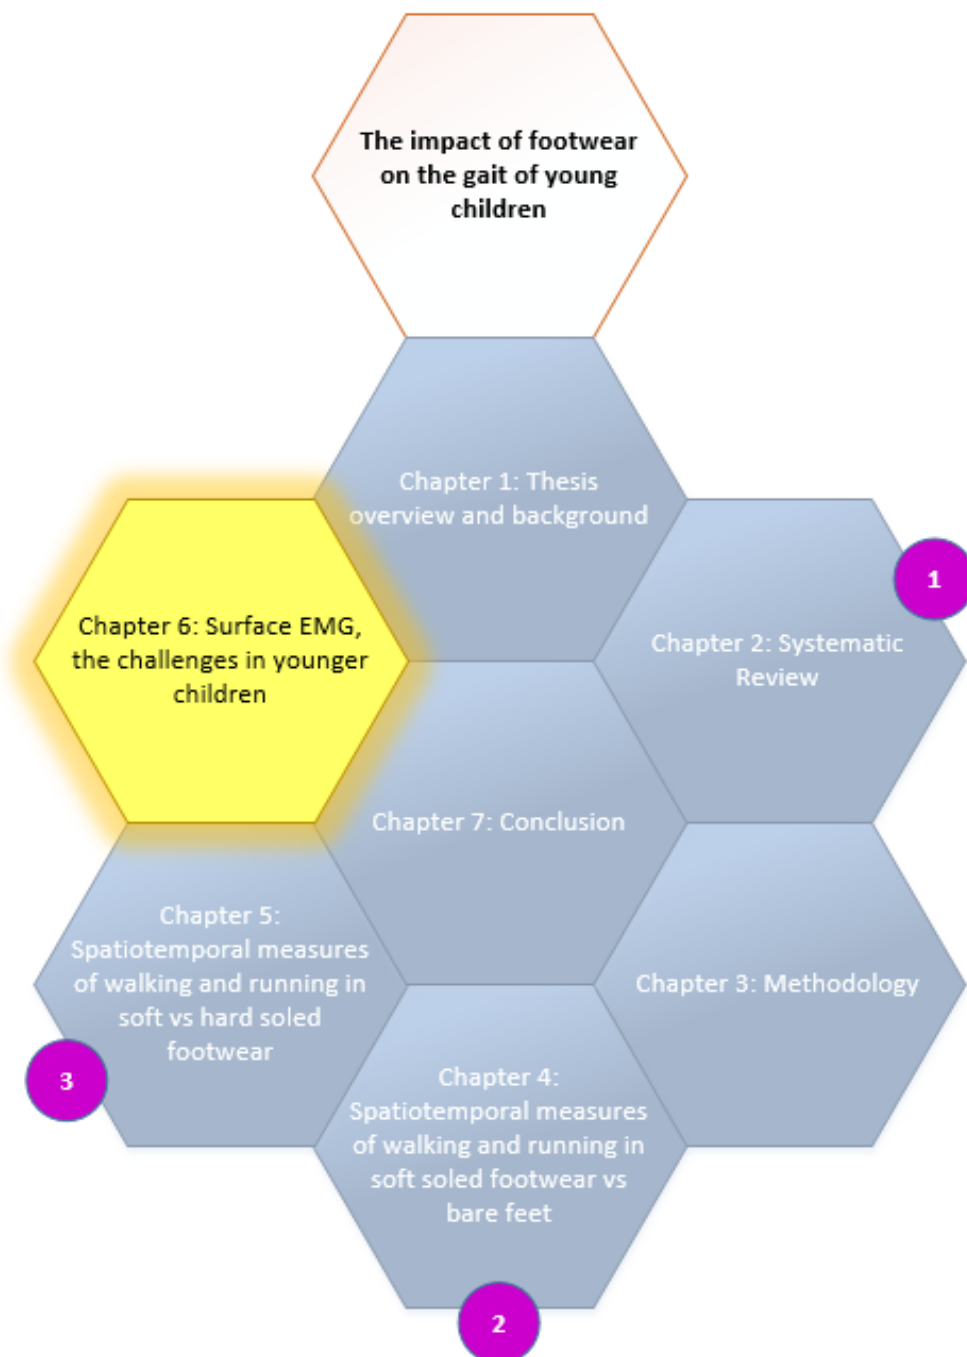 The impact of footwear
on the gait of young
children
Chapter 1: Thesis
overview and background
1
Chapter 2: Systematic
Review
Chapter 6: Surface EMG,
the challenges in younger
children
Chapter 7: Conclusion
Chapter 3: Methodology
Chapter 5:
Spatiotemporal measures
of walking and running in
soft vs hard soled
footwear
3
Chapter 4:
Spatiotemporal measures
of walking and running in
soft soled footwear vs
bare feet
2